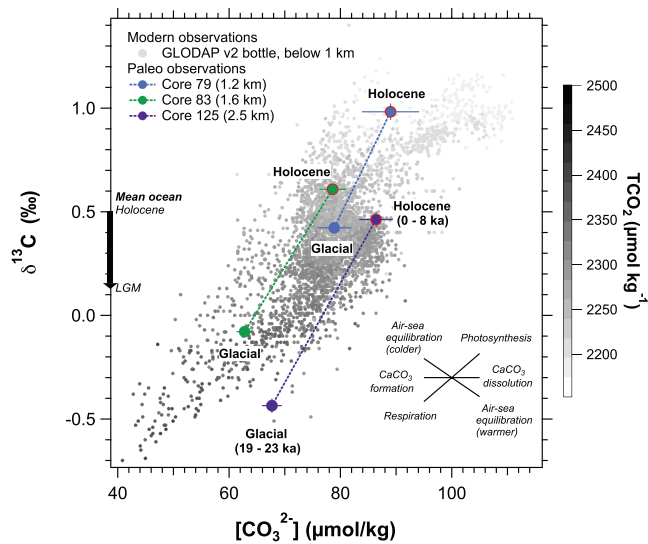 Modern observations
GLODAP v2 bottle, below 1 km
Paleo observations
Core 79 (1.2 km)
Core 83 (1.6 km)
Core 125 (2.5 km)
Holocene
Holocene
Holocene
(0 - 8 ka)
Glacial
Glacial
Glacial
(19 - 23 ka)
Mean ocean
Holocene
LGM
Air-sea
equilibration
(colder)
Photosynthesis
CaCO₃
formation
CaCO₃
dissolution
Respiration
Air-sea
equilibration
(warmer)
1.0
0.5
0.0
-0.5
δ¹³C (‰)
40
60
80
100
[CO₃²⁻] (µmol/kg)
2500
2450
2400
2350
2300
2250
2200
TCO₂ (µmol kg⁻¹)